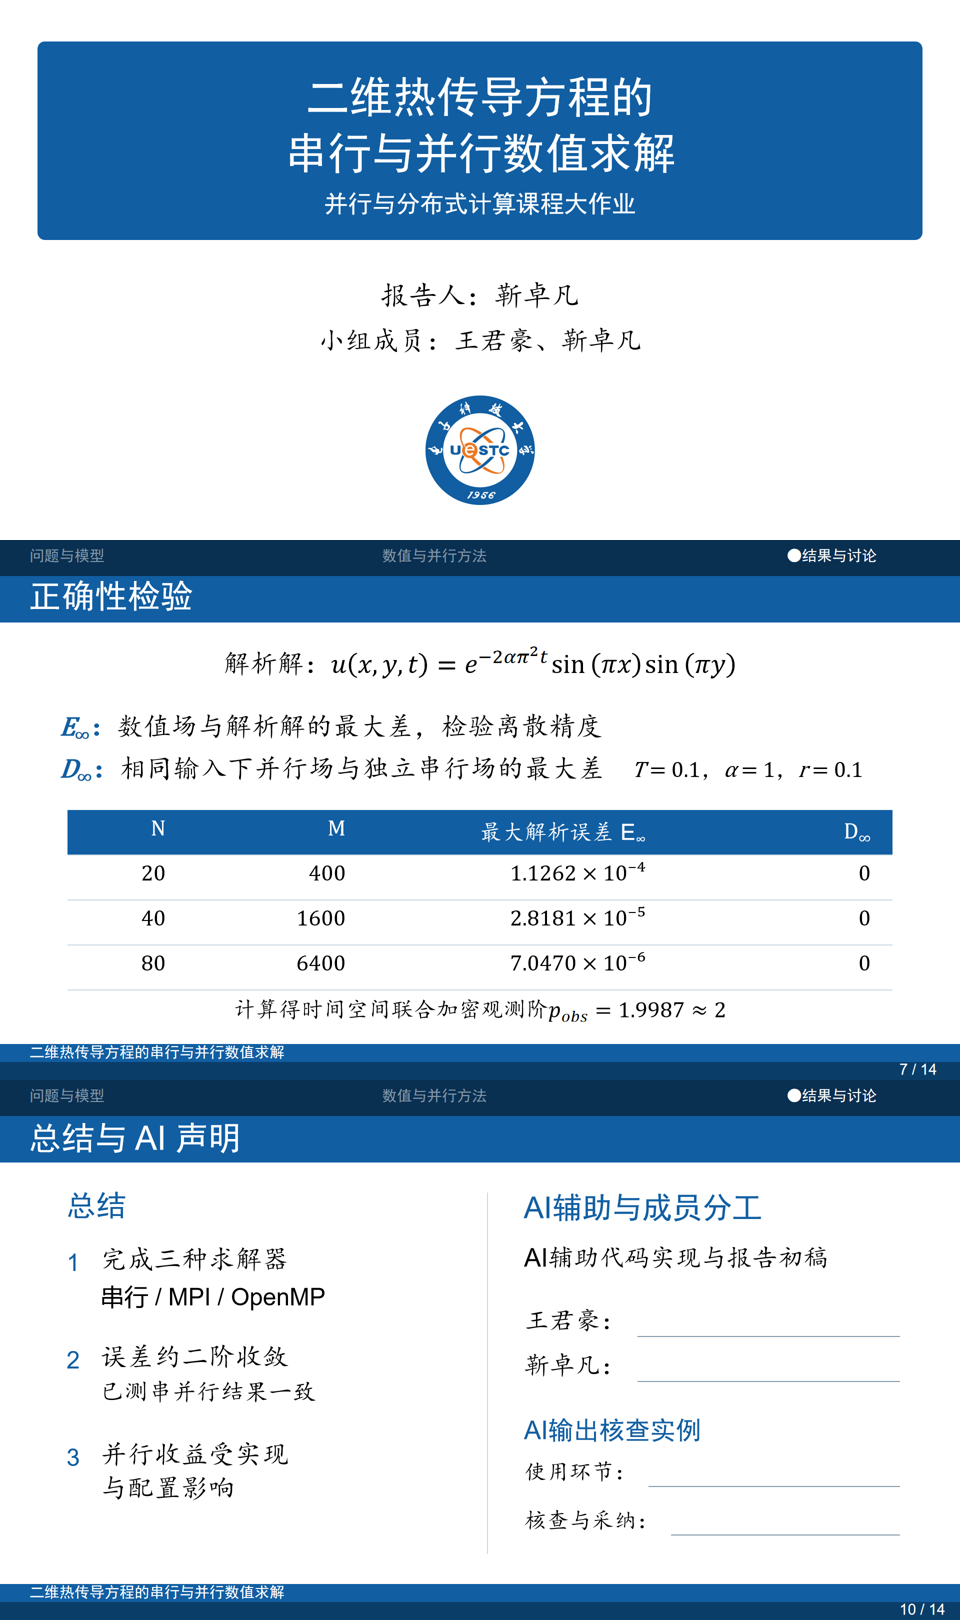 二维热传导方程的
串行与并行数值求解
并行与分布式计算课程大作业
报告人：靳卓凡
小组成员：王君豪、靳卓凡
电子科技大学
UeSTC
1956
问题与模型 数值与并行方法 ●结果与讨论
正确性检验
解析解：u(x, y, t) = e^{−2απ²t} sin (πx) sin (πy)
E∞：数值场与解析解的最大差，检验离散精度
D∞：相同输入下并行场与独立串行场的最大差 T = 0.1，α = 1，r = 0.1
N M 最大解析误差 E∞ D∞
20 400 1.1262 × 10⁻⁴ 0
40 1600 2.8181 × 10⁻⁵ 0
80 6400 7.0470 × 10⁻⁶ 0
计算得时间空间联合加密观测阶p_obs = 1.9987 ≈ 2
二维热传导方程的串行与并行数值求解
7 / 14
问题与模型 数值与并行方法 ●结果与讨论
总结与 AI 声明
总结
1 完成三种求解器
串行 / MPI / OpenMP
2 误差约二阶收敛
已测串并行结果一致
3 并行收益受实现
与配置影响
AI辅助与成员分工
AI辅助代码实现与报告初稿
王君豪：
靳卓凡：
AI输出核查实例
使用环节：
核查与采纳：
二维热传导方程的串行与并行数值求解
10 / 14